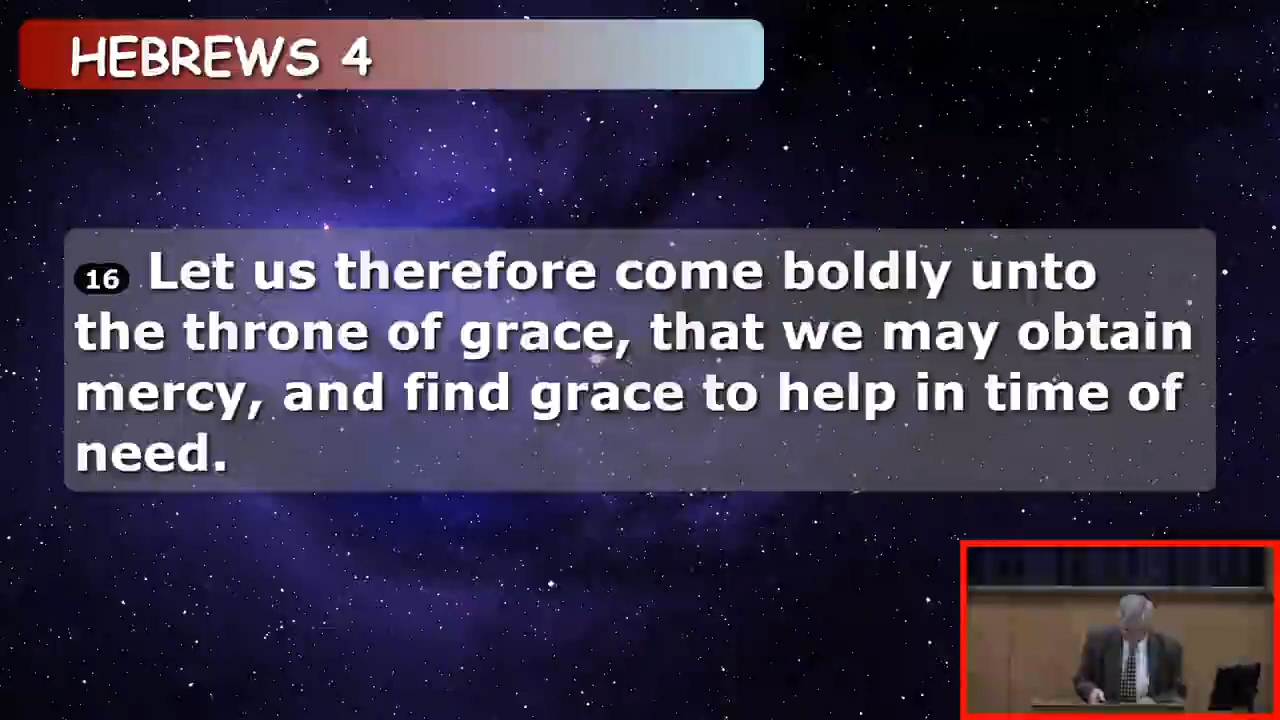 HEBREWS 4
16 Let us therefore come boldly unto
the throne of grace, that we may obtain
mercy, and find grace to help in time of
need.